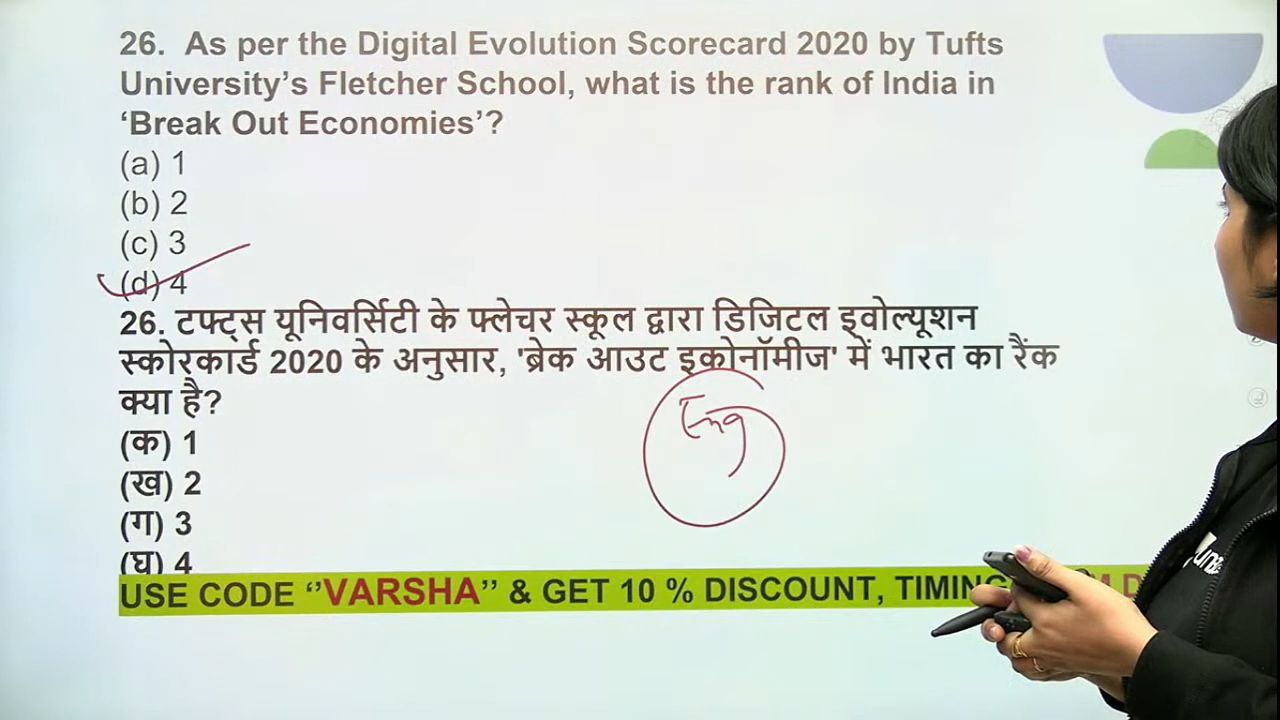 26. As per the Digital Evolution Scorecard 2020 by Tufts
University’s Fletcher School, what is the rank of India in
‘Break Out Economies’?
(a) 1
(b) 2
(c) 3
(d) 4
26. टफ्ट्स यूनिवर्सिटी के फ्लेचर स्कूल द्वारा डिजिटल इवोल्यूशन
स्कोरकार्ड 2020 के अनुसार, 'ब्रेक आउट इकोनॉमीज' में भारत का रैंक
क्या है?
Eng
(क) 1
(ख) 2
(ग) 3
(घ) 4
USE CODE ‘’VARSHA’’ & GET 10 % DISCOUNT,